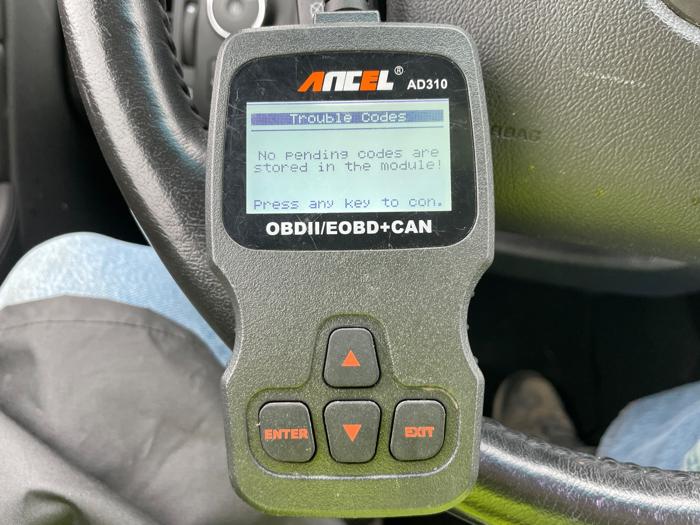 ANCEL® AD310
Trouble Codes
No pending codes are
stored in the module!
Press any key to con.
OBDII/EOBD+CAN
ENTER
EXIT